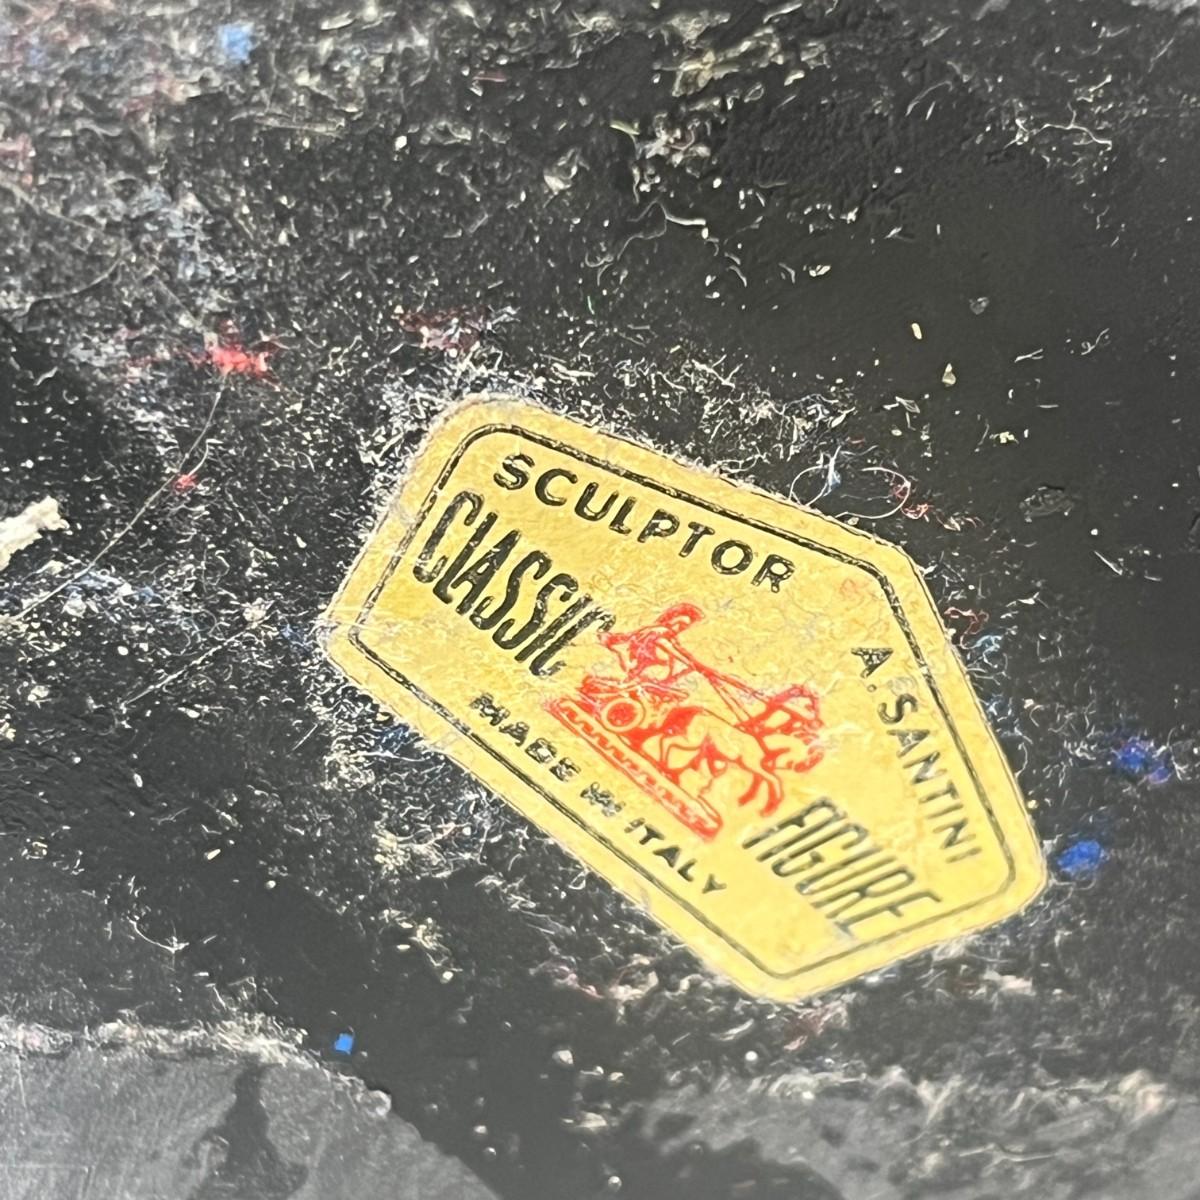 SCULPTOR
A. SANTINI
CLASSIC
FIGURE
MADE IN ITALY